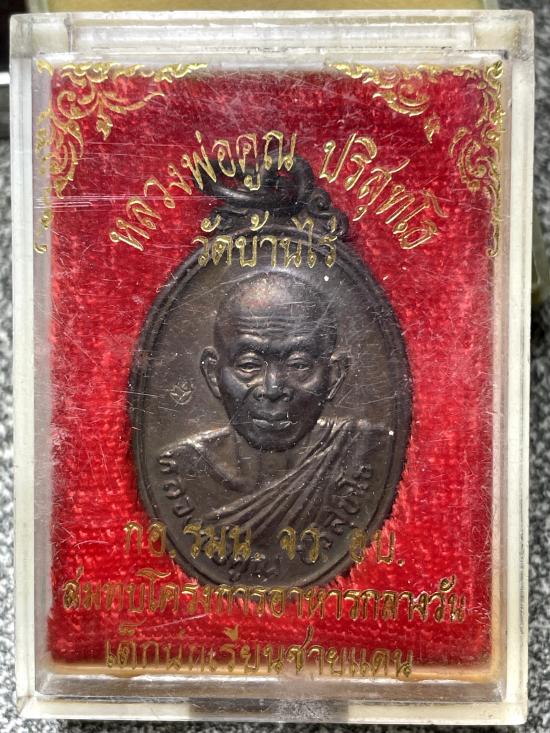 หลวงพ่อคูณ ปริสุทโธ
วัดบ้านไร่
กอ.รมน จว. อบ.
สมทบโครงการอาหารกลางวัน
เด็กนักเรียนชายแดน